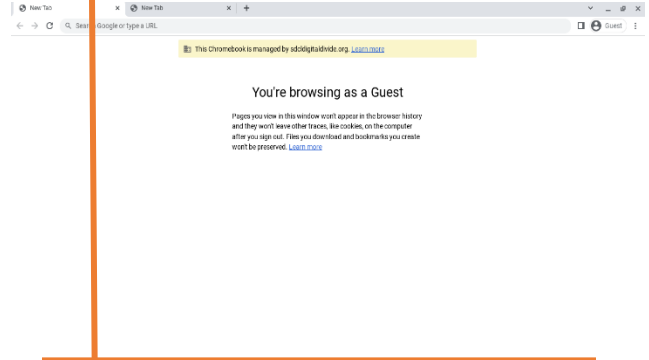 New Tab
New Tab
Search Google or type a URL
Guest
This Chromebook is managed by sdcldigitaldivide.org. Learn more
You're browsing as a Guest
Pages you view in this window won't appear in the browser history
and they won't leave other traces, like cookies, on the computer
after you sign out. Files you download and bookmarks you create
won't be preserved. Learn more